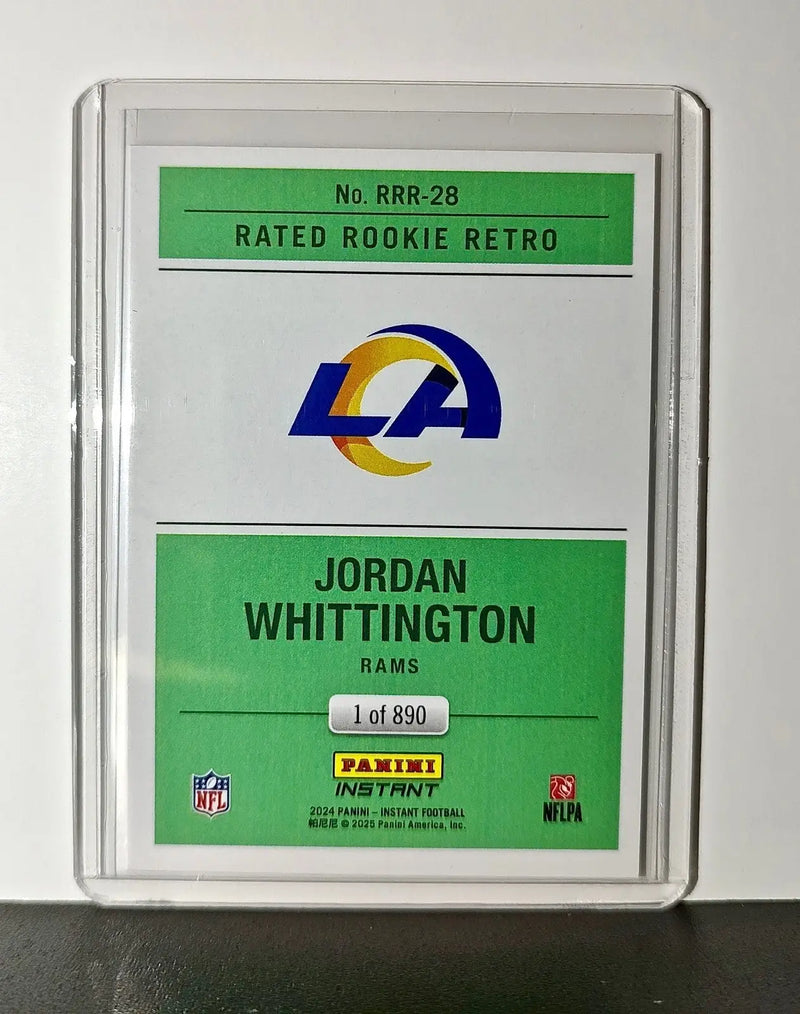 No. RRR-28
RATED ROOKIE RETRO
LA
JORDAN
WHITTINGTON
RAMS
1 of 890
PANINI
INSTANT
NFL
NFLPA
2024 PANINI – INSTANT FOOTBALL
帕尼尼 © 2025 Panini America, Inc.